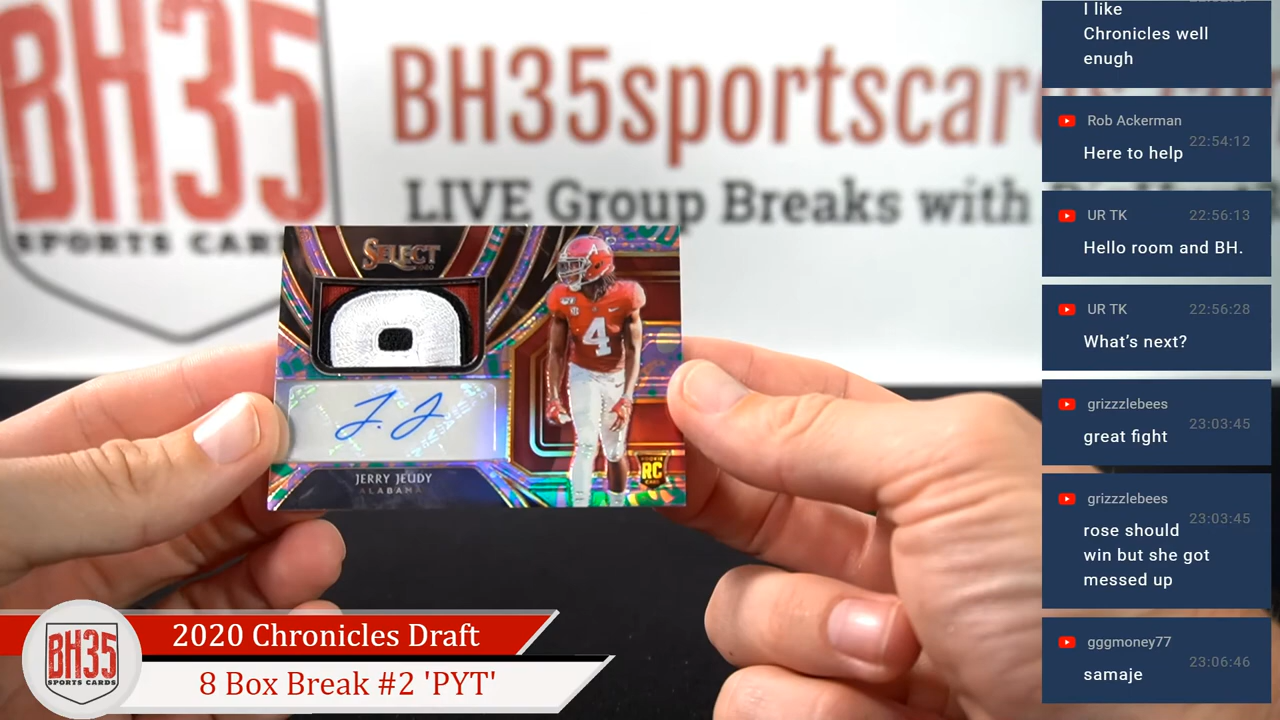 BH35
SPORTS CAR
BH35sportscar
LIVE Group Breaks with
SELECT
4
RC
JERRY JEUDY
ALABAMA
I like
Chronicles well
enugh
Rob Ackerman
22:54:12
Here to help
UR TK
22:56:13
Hello room and BH.
UR TK
22:56:28
What's next?
grizzzlebees
23:03:45
great fight
grizzzlebees
23:03:45
rose should
win but she got
messed up
gggmoney77
23:06:46
samaje
BH35
SPORTS CARDS
2020 Chronicles Draft
8 Box Break #2 'PYT'